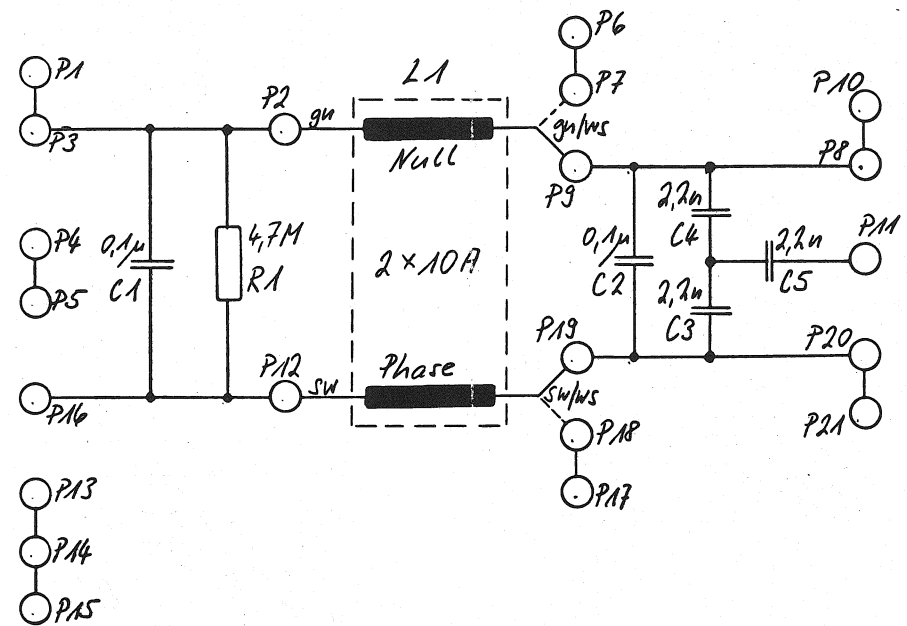 P6
P1
L1
P7
P10
P2
gn
gn/ws
P3
Null
P8
P9
2,2n
C4
P4
4,7M
0,1µ
0,1µ
2,2n
P11
2×10A
C1
R1
C2
C5
P5
2,2n
C3
P19
P20
P12
Phase
sw
sw/ws
P16
P21
P18
P13
P17
P14
P15